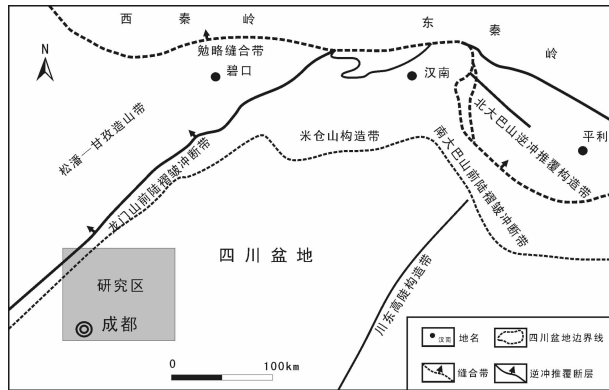 西秦岭
东秦岭
N
勉略缝合带
碧口
汉南
松潘—甘孜造山带
龙门山前陆褶皱冲断带
米仓山构造带
北大巴山逆冲推覆构造带
平利
南大巴山前陆褶皱冲断带
四川盆地
川东高陡构造带
研究区
成都
0 100km
汉南 地名
四川盆地边界线
缝合带
逆冲推覆断层